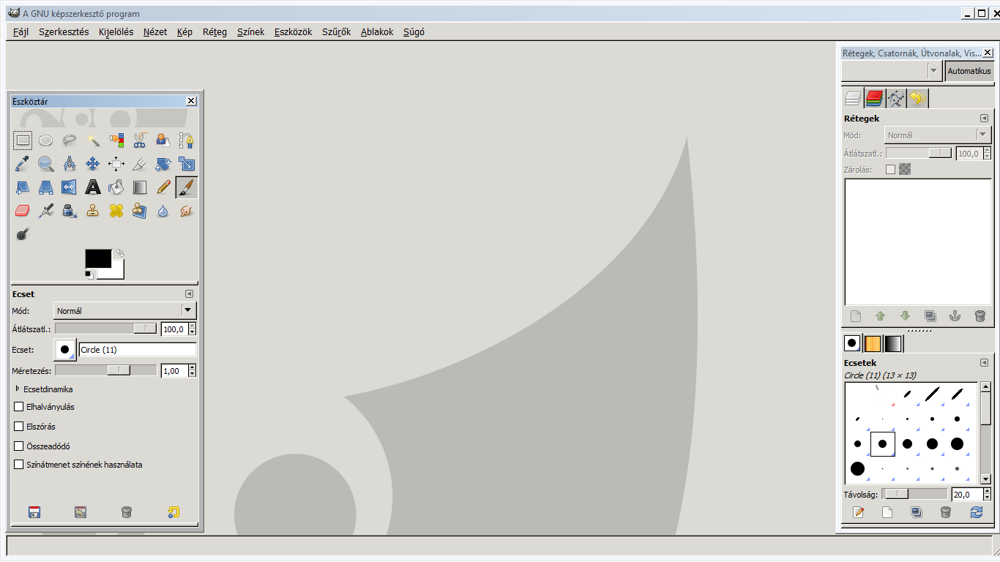 A GNU képszerkesztő program
Fájl Szerkesztés Kijelölés Nézet Kép Réteg Színek Eszközök Szűrők Ablakok Súgó
Eszköztár
Ecset
Mód: Normál
Átlátszatl.: 100,0
Ecset: Circle (11)
Méretezés: 1,00
Ecsetdinamika
Elhalványulás
Elszórás
Összeadódó
Színátmenet színének használata
Rétegek, Csatornák, Útvonalak, Vis...
Automatikus
Rétegek
Mód: Normál
Átlátszatl.: 100,0
Zárolás:
Ecsetek
Circle (11) (13 × 13)
Távolság: 20,0